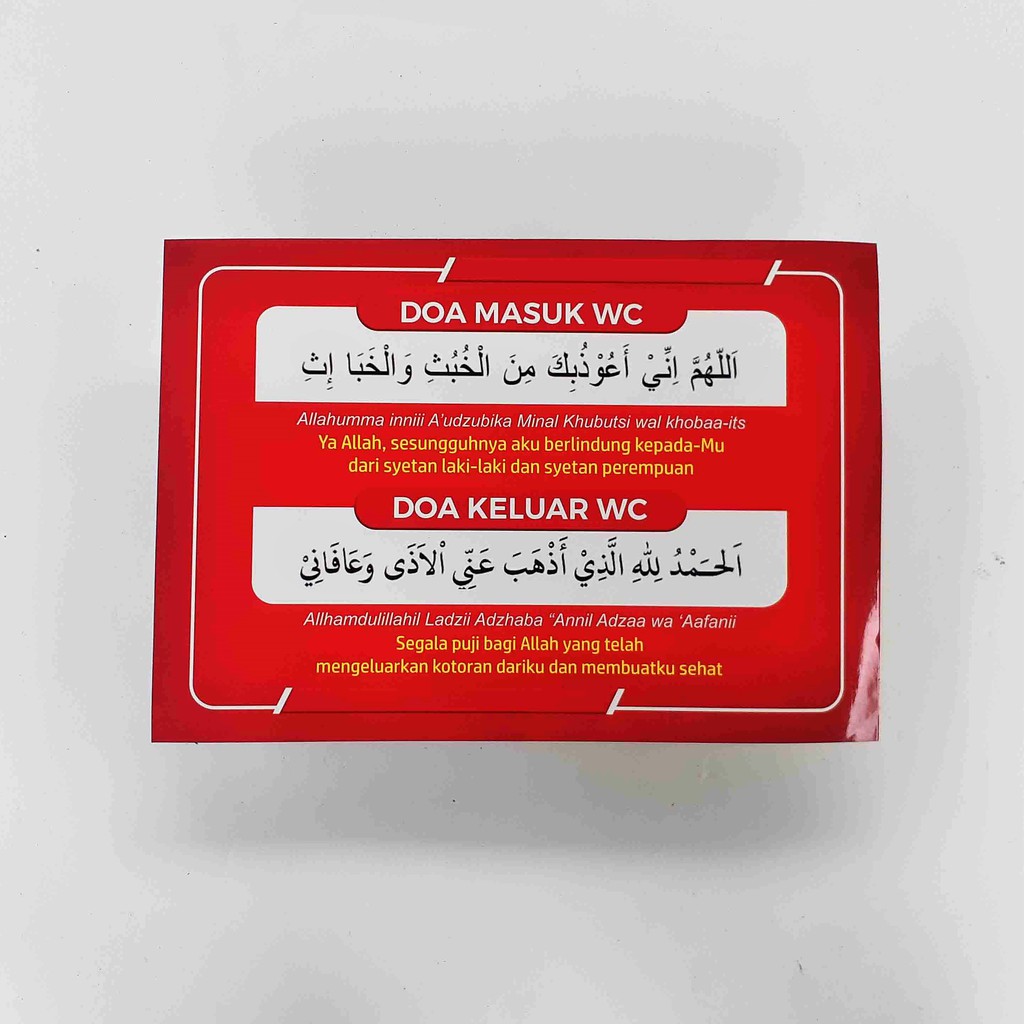 DOA MASUK WC
اَللّٰهُمَّ اِنِّيْ أَعُوْذُبِكَ مِنَ الْخُبُثِ وَالْخَبَا إِثِ
Allahumma inniii A'udzubika Minal Khubutsi wal khobaa-its
Ya Allah, sesungguhnya aku berlindung kepada-Mu
dari syetan laki-laki dan syetan perempuan
DOA KELUAR WC
اَلحَمْدُ لِلّٰهِ الَّذِيْ أَذْهَبَ عَنِّي اْلاَذَى وَعَافَانِيْ
Allhamdulillahil Ladzii Adzhaba “Annil Adzaa wa ‘Aafanii
Segala puji bagi Allah yang telah
mengeluarkan kotoran dariku dan membuatku sehat